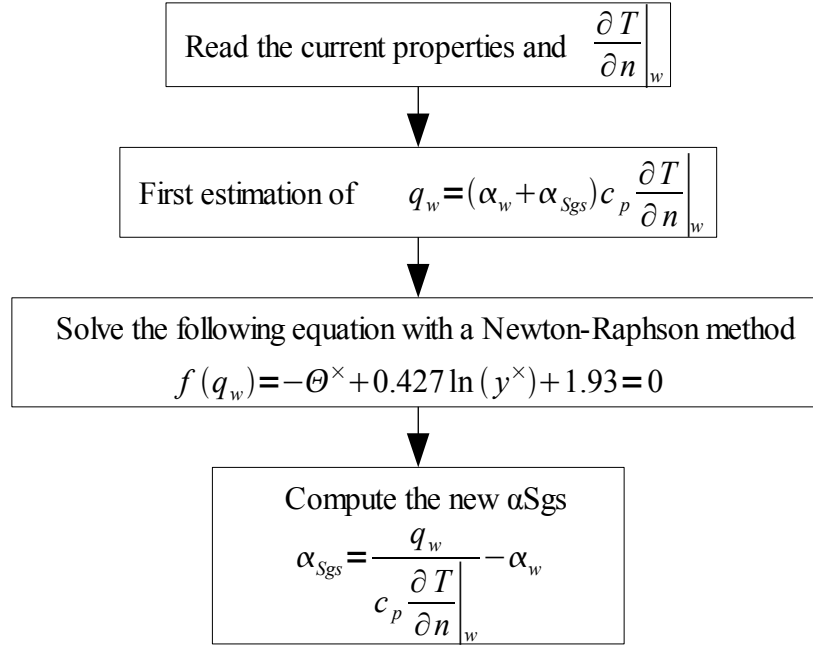 Read the current properties and ∂T/∂n|w
First estimation of q_w=(α_w+α_Sgs)c_p ∂T/∂n|w
Solve the following equation with a Newton-Raphson method
f(q_w)=−Θ^×+0.427 ln(y^×)+1.93=0
Compute the new αSgs
α_Sgs=q_w/(c_p ∂T/∂n|w)−α_w